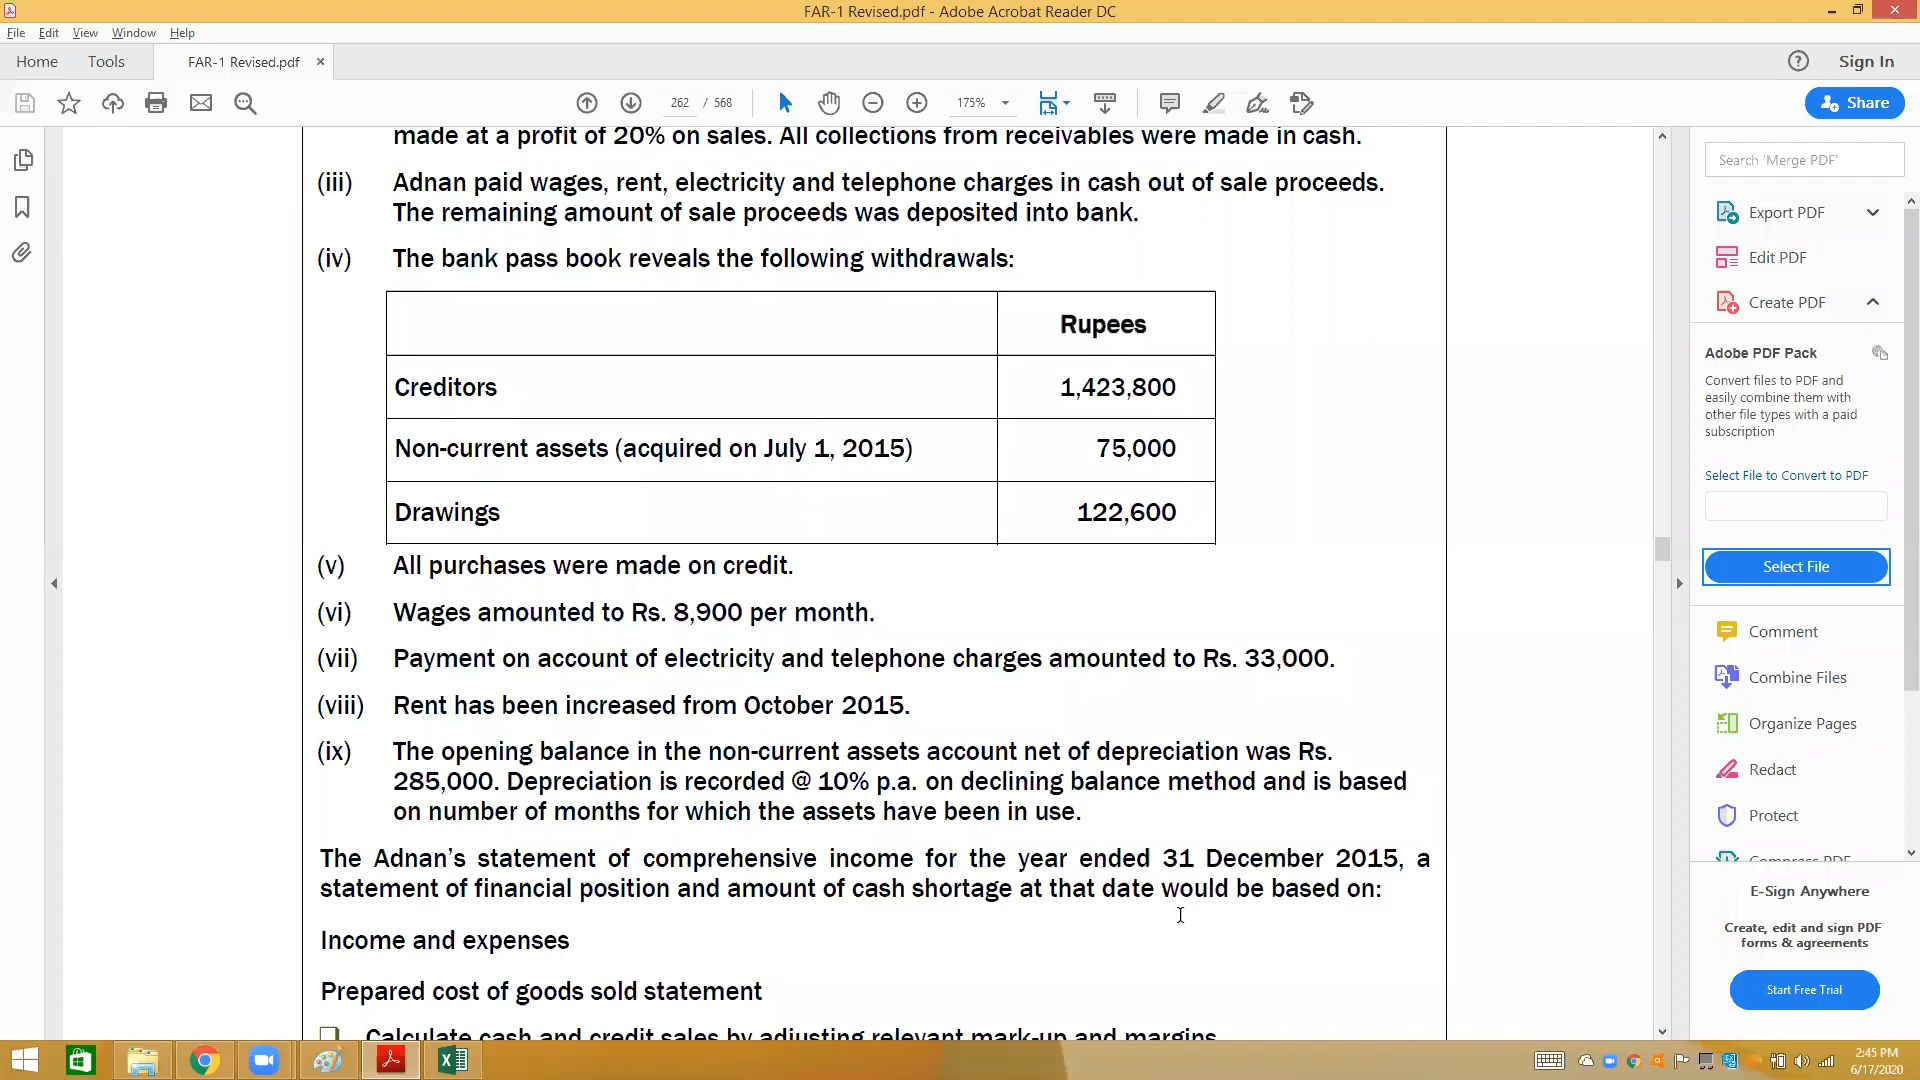 FAR-1 Revised.pdf - Adobe Acrobat Reader DC
File Edit View Window Help
Home Tools FAR-1 Revised.pdf × Sign In
262 / 568 175% Share
made at a profit of 20% on sales. All collections from receivables were made in cash.
(iii) Adnan paid wages, rent, electricity and telephone charges in cash out of sale proceeds.
The remaining amount of sale proceeds was deposited into bank.
(iv) The bank pass book reveals the following withdrawals:
Rupees
Creditors 1,423,800
Non-current assets (acquired on July 1, 2015) 75,000
Drawings 122,600
(v) All purchases were made on credit.
(vi) Wages amounted to Rs. 8,900 per month.
(vii) Payment on account of electricity and telephone charges amounted to Rs. 33,000.
(viii) Rent has been increased from October 2015.
(ix) The opening balance in the non-current assets account net of depreciation was Rs.
285,000. Depreciation is recorded @ 10% p.a. on declining balance method and is based
on number of months for which the assets have been in use.
The Adnan's statement of comprehensive income for the year ended 31 December 2015, a
statement of financial position and amount of cash shortage at that date would be based on:
Income and expenses
Prepared cost of goods sold statement
Calculate cash and credit sales by adjusting relevant mark-up and margins
Search 'Merge PDF'
Export PDF
Edit PDF
Create PDF
Adobe PDF Pack
Convert files to PDF and
easily combine them with
other file types with a paid
subscription
Select File to Convert to PDF
Select File
Comment
Combine Files
Organize Pages
Redact
Protect
Compress PDF
E-Sign Anywhere
Create, edit and sign PDF
forms & agreements
Start Free Trial
2:45 PM
6/17/2020